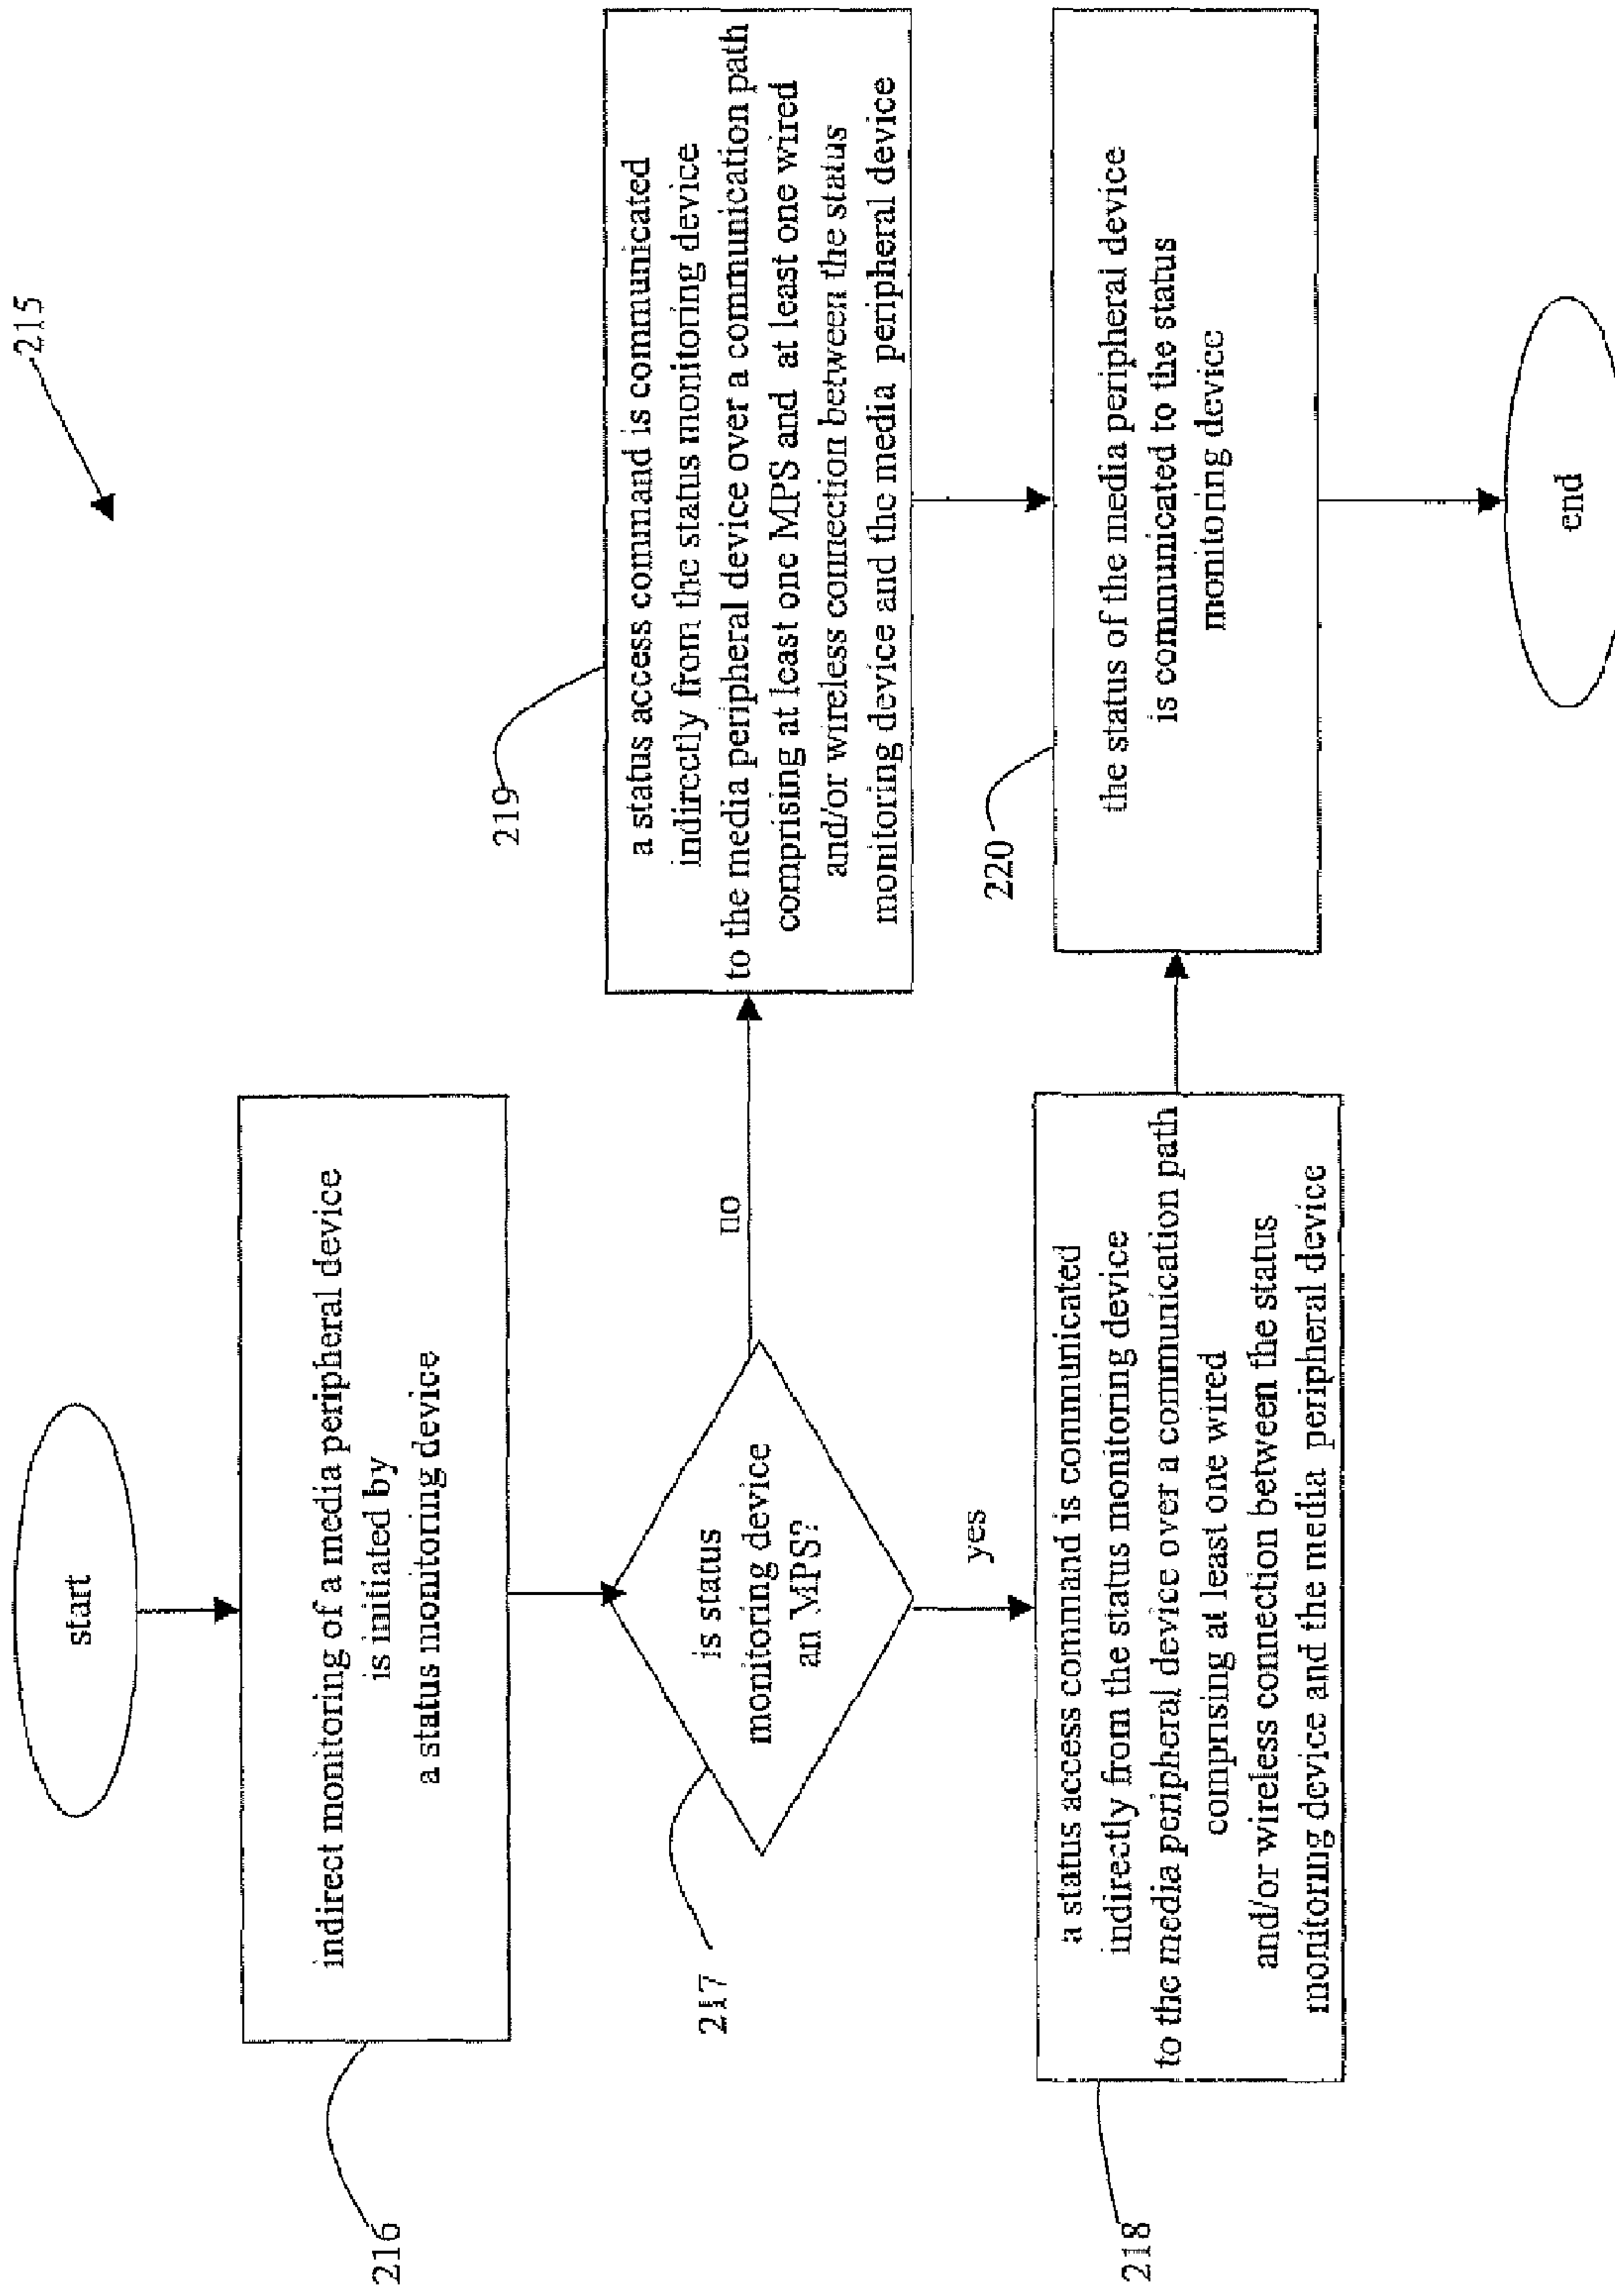 215
start
216
indirect monitoring of a media peripheral device
is initiated by
a status monitoring device
217
is status
monitoring device
an MPS?
no
yes
219
a status access command is communicated
indirectly from the status monitoring device
to the media peripheral device over a communication path
comprising at least one MPS and at least one wired
and/or wireless connection between the status
monitoring device and the media peripheral device
218
a status access command is communicated
indirectly from the status monitoring device
to the media peripheral device over a communication path
comprising at least one wired
and/or wireless connection between the status
monitoring device and the media peripheral device
220
the status of the media peripheral device
is communicated to the status
monitoring device
end